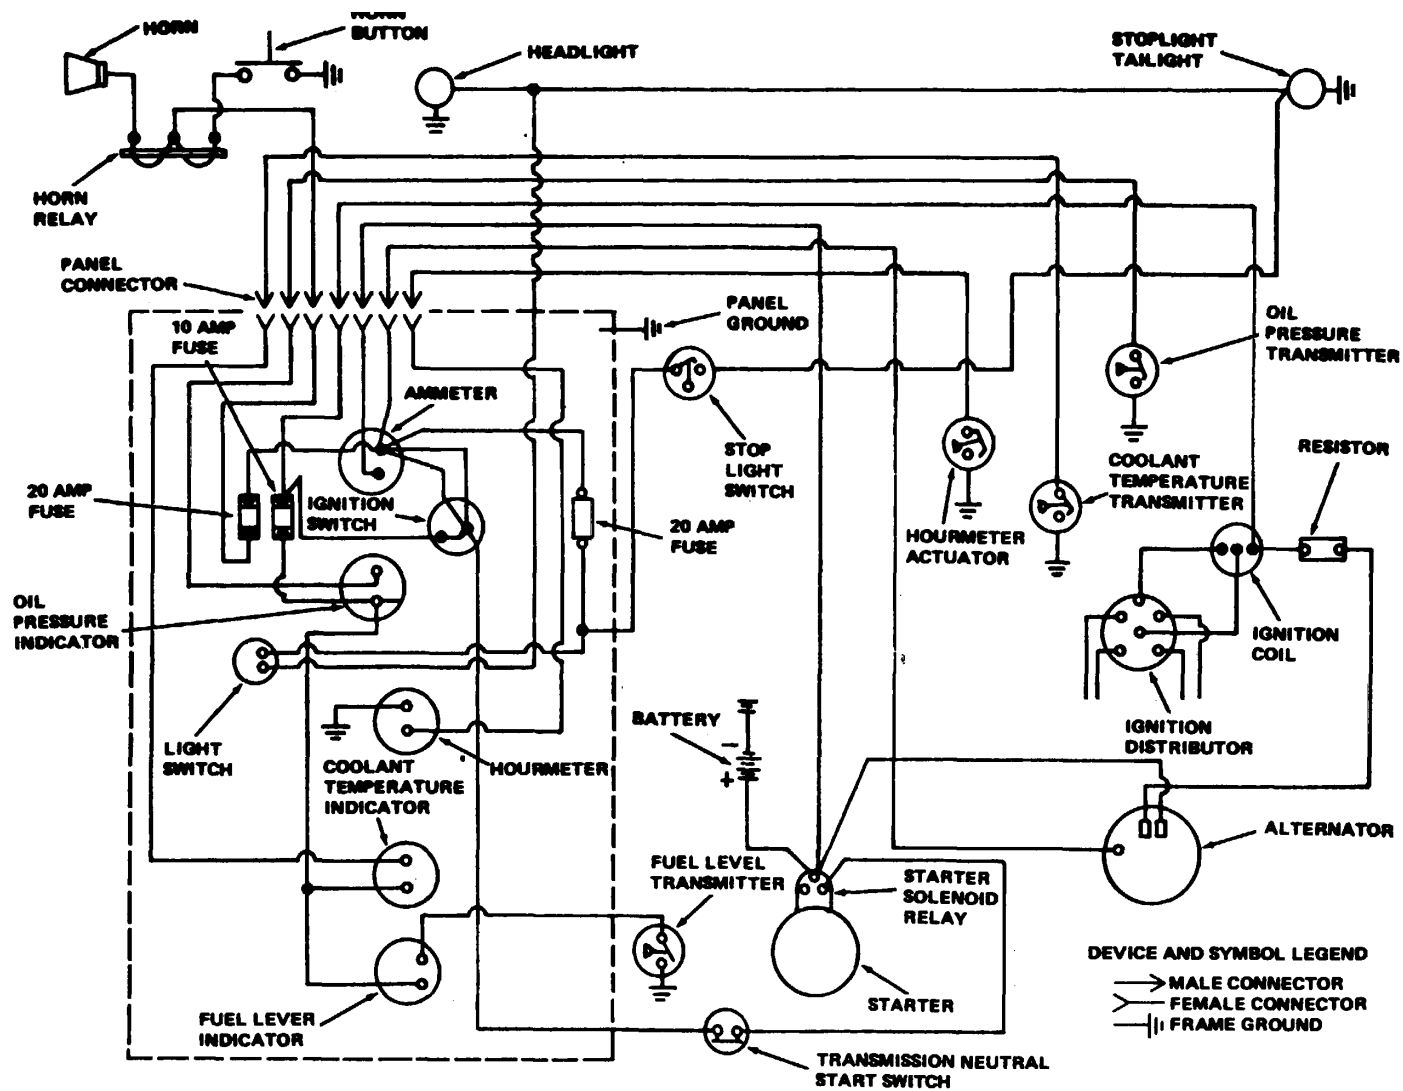 HORN
HORN
BUTTON
HEADLIGHT
STOPLIGHT
TAILIGHT
HORN
RELAY
PANEL
CONNECTOR
10 AMP
FUSE
PANEL
GROUND
OIL
PRESSURE
TRANSMITTER
AMMETER
STOP
LIGHT
SWITCH
RESISTOR
COOLANT
TEMPERATURE
TRANSMITTER
20 AMP
FUSE
IGNITION
SWITCH
20 AMP
FUSE
HOURMETER
ACTUATOR
OIL
PRESSURE
INDICATOR
IGNITION
COIL
LIGHT
SWITCH
BATTERY
-
+
IGNITION
DISTRIBUTOR
HOURMETER
COOLANT
TEMPERATURE
INDICATOR
ALTERNATOR
FUEL LEVEL
TRANSMITTER
STARTER
SOLENOID
RELAY
STARTER
FUEL LEVER
INDICATOR
TRANSMISSION NEUTRAL
START SWITCH
DEVICE AND SYMBOL LEGEND
MALE CONNECTOR
FEMALE CONNECTOR
FRAME GROUND